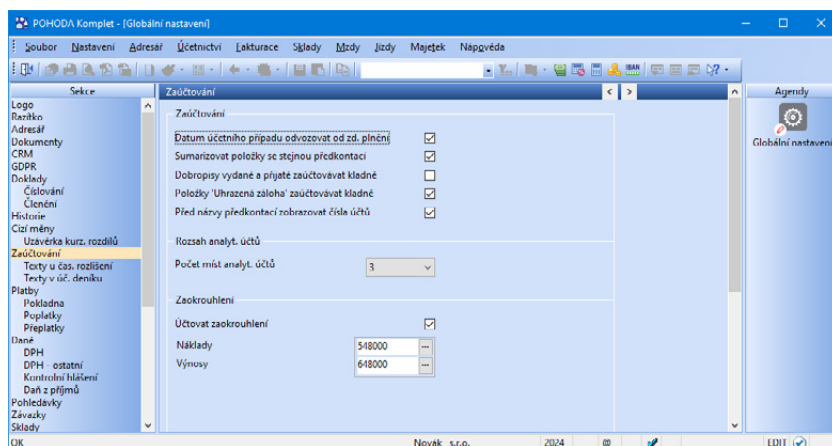 POHODA Komplet - [Globální nastavení]
Soubor Nastavení Adresář Účetnictví Fakturace Sklady Mzdy Jízdy Majetek Nápověda
IBAN
Sekce
Logo
Razítko
Adresář
Dokumenty
CRM
GDPR
Doklady
Číslování
Členění
Historie
Cizí měny
Uzávěrka kurz. rozdílů
Zaúčtování
Texty u čas. rozlišení
Texty v úč. deníku
Platby
Pokladna
Poplatky
Přeplatky
Daně
DPH
DPH - ostatní
Kontrolní hlášení
Daň z příjmů
Pohledávky
Závazky
Sklady
Zaúčtování
Zaúčtování
Datum účetního případu odvozovat od zd. plnění
Sumarizovat položky se stejnou předkontací
Dobropisy vydané a přijaté zaúčtovávat kladně
Položky 'Uhrazená záloha' zaúčtovávat kladně
Před názvy předkontací zobrazovat čísla účtů
Rozsah analyt. účtů
Počet míst analyt. účtů 3
Zaokrouhlení
Účtovat zaokrouhlení
Náklady 548000
Výnosy 648000
Agendy
Globální nastavení
OK Novák s.r.o. 2024 @ EDIT